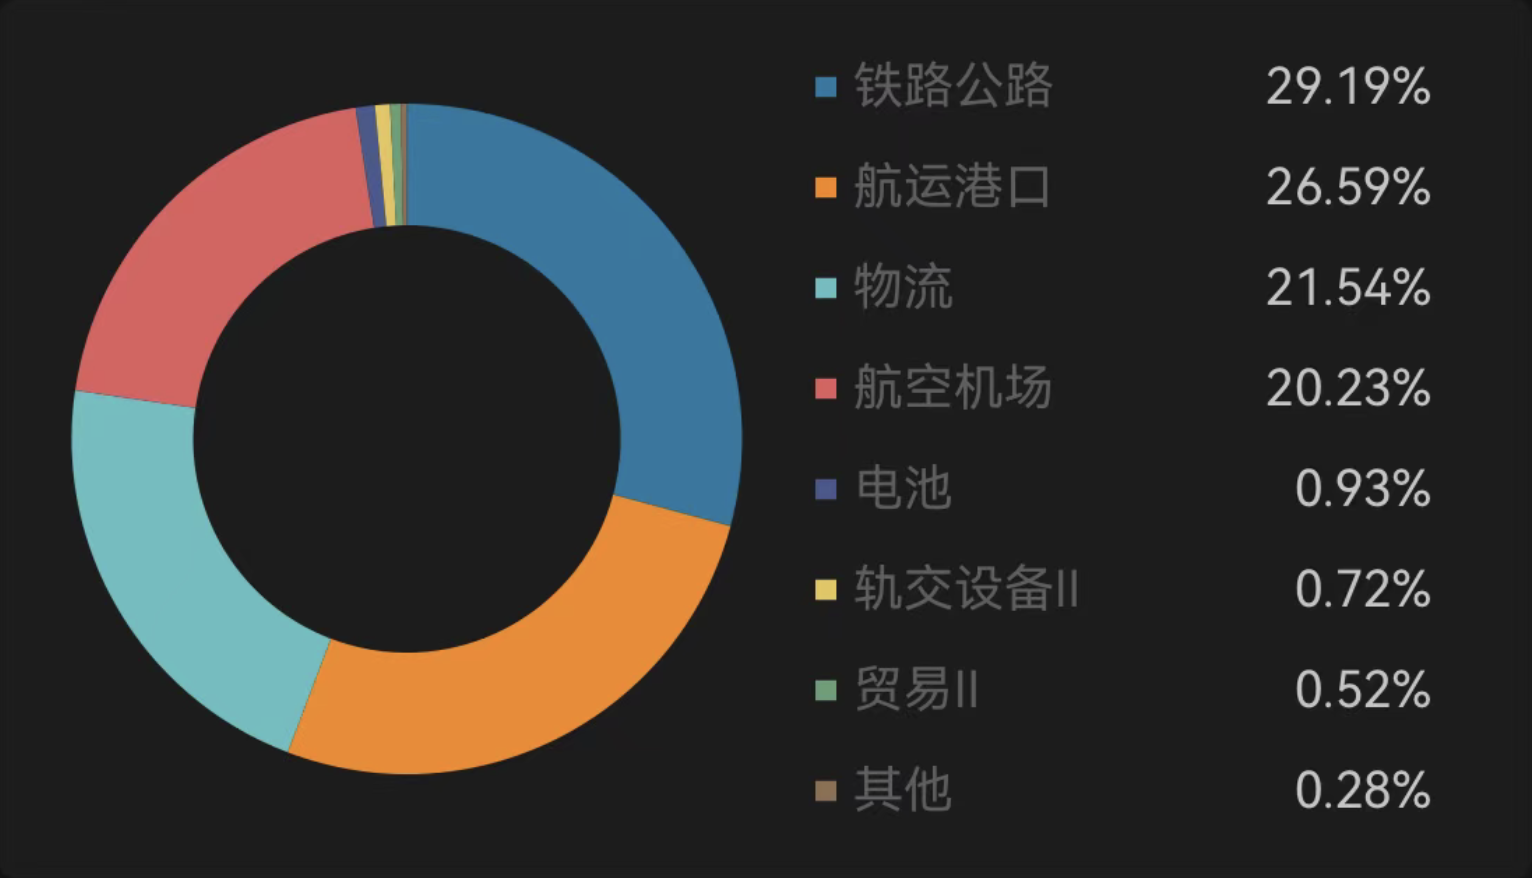 铁路公路 29.19%
航运港口 26.59%
物流 21.54%
航空机场 20.23%
电池 0.93%
轨交设备II 0.72%
贸易II 0.52%
其他 0.28%